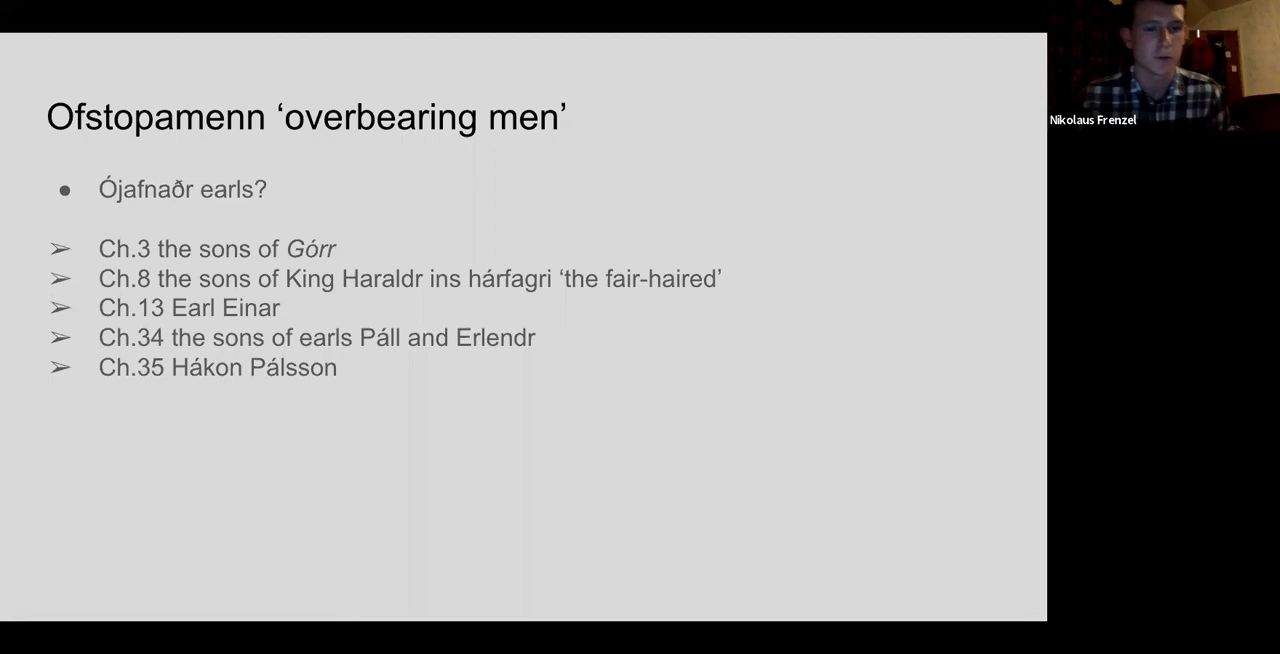 Ofstopamenn ‘overbearing men’
● Ójafnaðr earls?
➢ Ch.3 the sons of Górr
➢ Ch.8 the sons of King Haraldr ins hárfagri ‘the fair-haired’
➢ Ch.13 Earl Einar
➢ Ch.34 the sons of earls Páll and Erlendr
➢ Ch.35 Hákon Pálsson
Nikolaus Frenzel